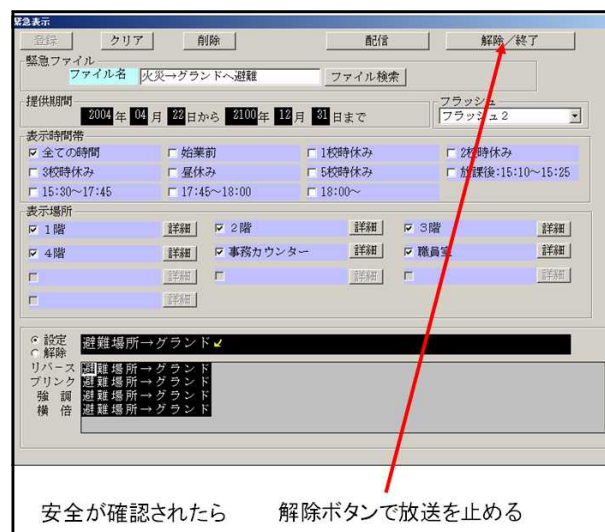 緊急表示
登録 クリア 削除 配信 解除／終了
緊急ファイル
ファイル名 火災→グランドへ避難 ファイル検索
提供期間
2004年 04月 22日から 2100年 12月 31日まで
フラッシュ
フラッシュ2
表示時間帯
全ての時間 始業前 1校時休み 2校時休み
3校時休み 昼休み 5校時休み 放課後:15:10～15:25
15:30～17:45 17:45～18:00 18:00～
表示場所
1階 詳細 2階 詳細 3階 詳細
4階 詳細 事務カウンター 詳細 職員室 詳細
詳細 詳細 詳細
詳細
設定 避難場所→グランド
解除
リバース 避難場所→グランド
ブリンク 避難場所→グランド
強調 避難場所→グランド
横倍 避難場所→グランド
安全が確認されたら 解除ボタンで放送を止める